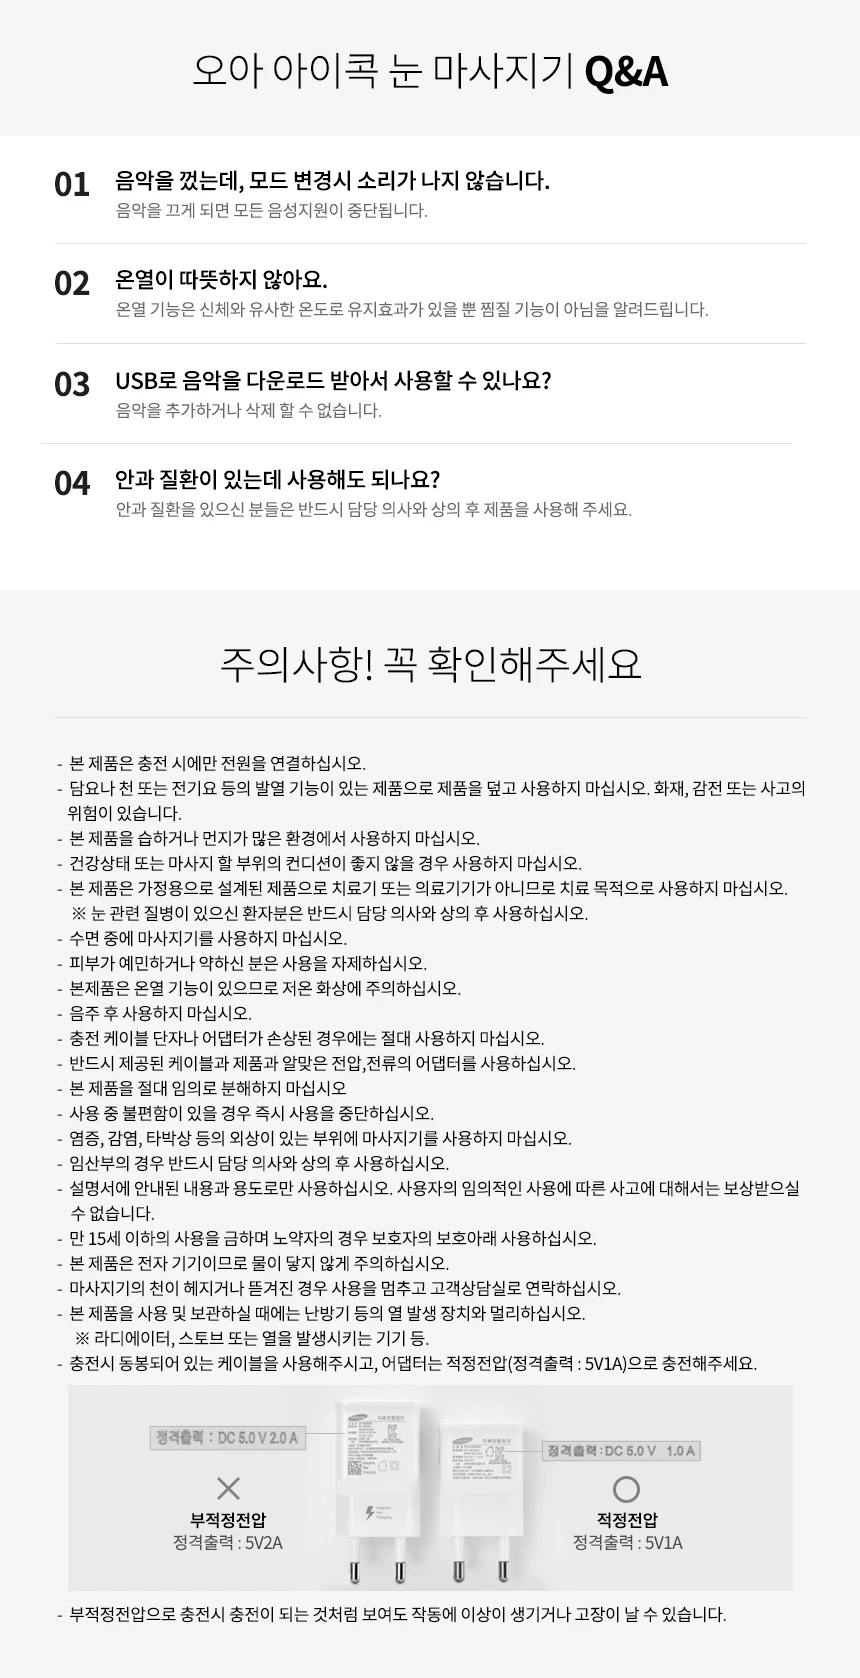 오아 아이콕 눈 마사지기 Q&A
01 음악을 껐는데, 모드 변경시 소리가 나지 않습니다.
음악을 끄게 되면 모든 음성지원이 중단됩니다.
02 온열이 따뜻하지 않아요.
온열 기능은 신체와 유사한 온도로 유지효과가 있을 뿐 찜질 기능이 아님을 알려드립니다.
03 USB로 음악을 다운로드 받아서 사용할 수 있나요?
음악을 추가하거나 삭제 할 수 없습니다.
04 안과 질환이 있는데 사용해도 되나요?
안과 질환을 있으신 분들은 반드시 담당 의사와 상의 후 제품을 사용해 주세요.
주의사항! 꼭 확인해주세요
- 본 제품은 충전 시에만 전원을 연결하십시오.
- 담요나 천 또는 전기요 등의 발열 기능이 있는 제품으로 제품을 덮고 사용하지 마십시오. 화재, 감전 또는 사고의
위험이 있습니다.
- 본 제품을 습하거나 먼지가 많은 환경에서 사용하지 마십시오.
- 건강상태 또는 마사지 할 부위의 컨디션이 좋지 않을 경우 사용하지 마십시오.
- 본 제품은 가정용으로 설계된 제품으로 치료기 또는 의료기기가 아니므로 치료 목적으로 사용하지 마십시오.
※ 눈 관련 질병이 있으신 환자분은 반드시 담당 의사와 상의 후 사용하십시오.
- 수면 중에 마사지기를 사용하지 마십시오.
- 피부가 예민하거나 약하신 분은 사용을 자제하십시오.
- 본제품은 온열 기능이 있으므로 저온 화상에 주의하십시오.
- 음주 후 사용하지 마십시오.
- 충전 케이블 단자나 어댑터가 손상된 경우에는 절대 사용하지 마십시오.
- 반드시 제공된 케이블과 제품과 알맞은 전압,전류의 어댑터를 사용하십시오.
- 본 제품을 절대 임의로 분해하지 마십시오
- 사용 중 불편함이 있을 경우 즉시 사용을 중단하십시오.
- 염증, 감염, 타박상 등의 외상이 있는 부위에 마사지기를 사용하지 마십시오.
- 임산부의 경우 반드시 담당 의사와 상의 후 사용하십시오.
- 설명서에 안내된 내용과 용도로만 사용하십시오. 사용자의 임의적인 사용에 따른 사고에 대해서는 보상받으실
수 없습니다.
- 만 15세 이하의 사용을 금하며 노약자의 경우 보호자의 보호아래 사용하십시오.
- 본 제품은 전자 기기이므로 물이 닿지 않게 주의하십시오.
- 마사지기의 천이 헤지거나 뜯겨진 경우 사용을 멈추고 고객상담실로 연락하십시오.
- 본 제품을 사용 및 보관하실 때에는 난방기 등의 열 발생 장치와 멀리하십시오.
※ 라디에이터, 스토브 또는 열을 발생시키는 기기 등.
- 충전시 동봉되어 있는 케이블을 사용해주시고, 어댑터는 적정전압(정격출력 : 5V1A)으로 충전해주세요.
정격출력 : DC 5.0 V 2.0 A
정격출력 : DC 5.0 V 1.0 A
부적정전압
정격출력 : 5V2A
적정전압
정격출력 : 5V1A
- 부적정전압으로 충전시 충전이 되는 것처럼 보여도 작동에 이상이 생기거나 고장이 날 수 있습니다.